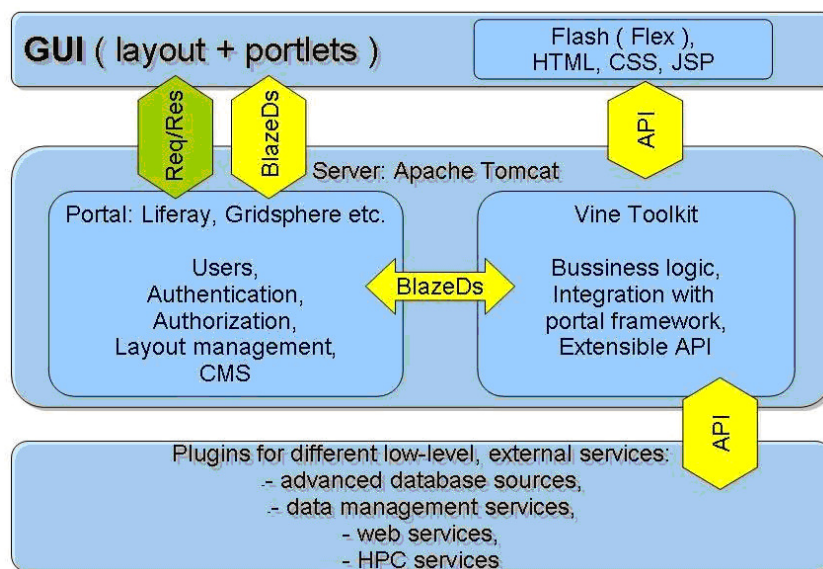 GUI ( layout + portlets )
Flash ( Flex ),
HTML, CSS, JSP
Req/Res
BlazeDs
API
Server: Apache Tomcat
Portal: Liferay, Gridsphere etc.
Users,
Authentication,
Authorization,
Layout management,
CMS
BlazeDs
Vine Toolkit
Bussiness logic,
Integration with
portal framework,
Extensible API
API
Plugins for different low-level, external services:
- advanced database sources,
- data management services,
- web services,
- HPC services